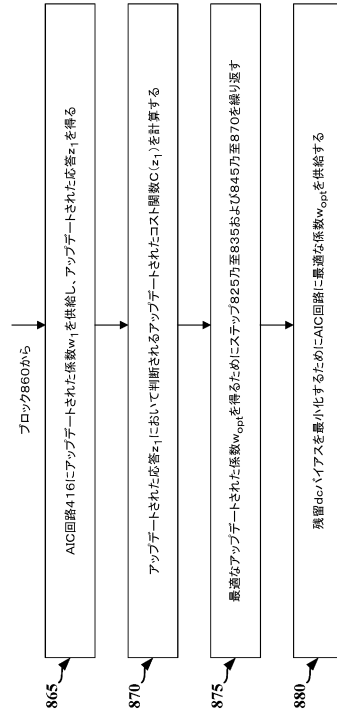 ブロック860から
AIC回路416にアップデートされた係数w1を供給し、アップデートされた応答z1を得る
865
アップデートされた応答z1において判断されるアップデートされたコスト関数C(z1)を計算する
870
最適なアップデートされた係数woptを得るためにステップ825乃至835および845乃至870を繰り返す
875
残留dcバイアスを最小化するためにAIC回路に最適な係数woptを供給する
880